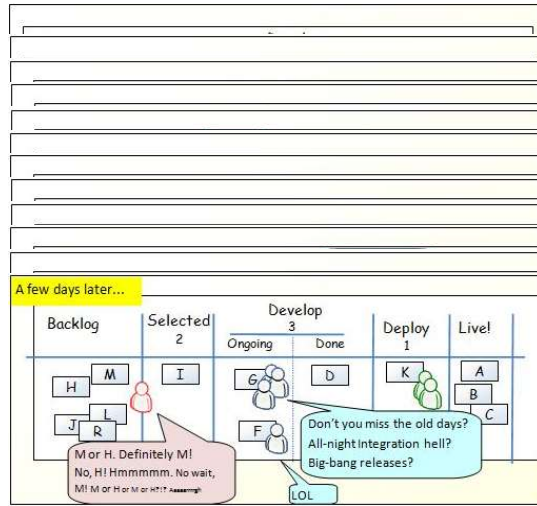 A few days later...
Backlog
Selected
2
Develop
3
Ongoing
Done
Deploy
1
Live!
H
M
J
L
R
I
G
F
D
K
A
B
C
M or H. Definitely M!
No, H! Hmmmmm. No wait,
M! M or H or M or H?!?
Don't you miss the old days?
All-night Integration hell?
Big-bang releases?
LOL